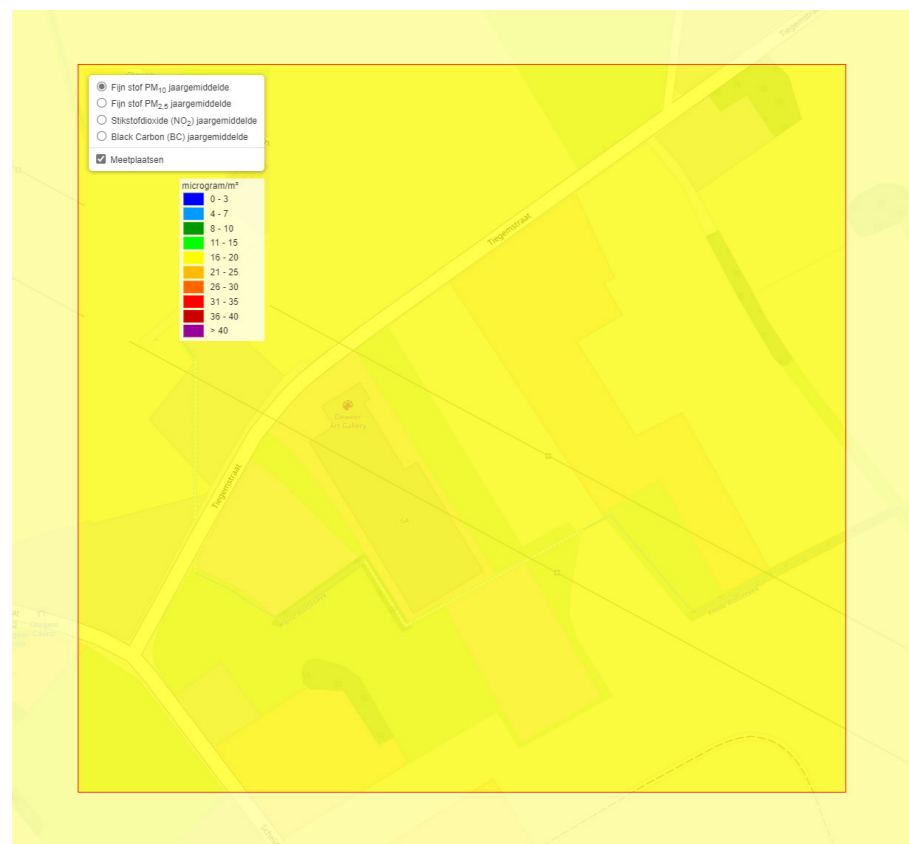 Tiegemstraat
Fijn stof PM10 jaargemiddelde
Fijn stof PM2,5 jaargemiddelde
Stikstofdioxide (NO2) jaargemiddelde
Black Carbon (BC) jaargemiddelde
Meetplaatsen
microgram/m³
0 - 3
4 - 7
8 - 10
11 - 15
16 - 20
21 - 25
26 - 30
31 - 35
36 - 40
> 40
Tiegemstraat
Art Gallery
Tiegemstraat